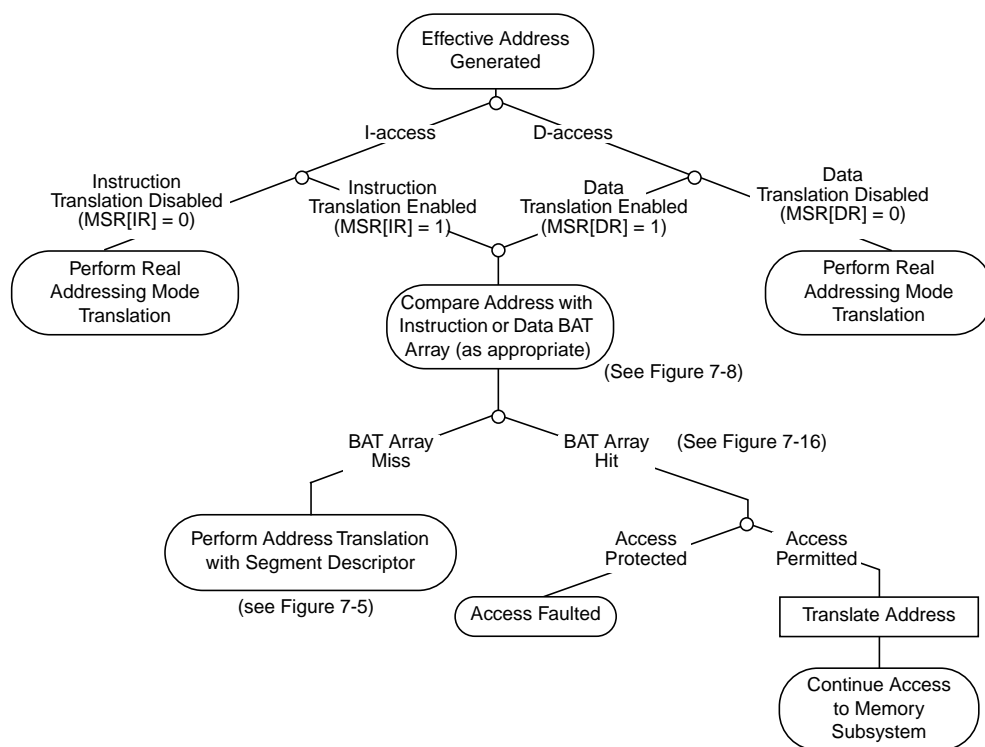 Effective Address
Generated
I-access
D-access
Instruction
Translation Disabled
(MSR[IR] = 0)
Instruction
Translation Enabled
(MSR[IR] = 1)
Data
Translation Enabled
(MSR[DR] = 1)
Data
Translation Disabled
(MSR[DR] = 0)
Perform Real
Addressing Mode
Translation
Compare Address with
Instruction or Data BAT
Array (as appropriate)
Perform Real
Addressing Mode
Translation
(See Figure 7-8)
BAT Array
Miss
BAT Array
Hit
(See Figure 7-16)
Perform Address Translation
with Segment Descriptor
(see Figure 7-5)
Access
Protected
Access
Permitted
Access Faulted
Translate Address
Continue Access
to Memory
Subsystem